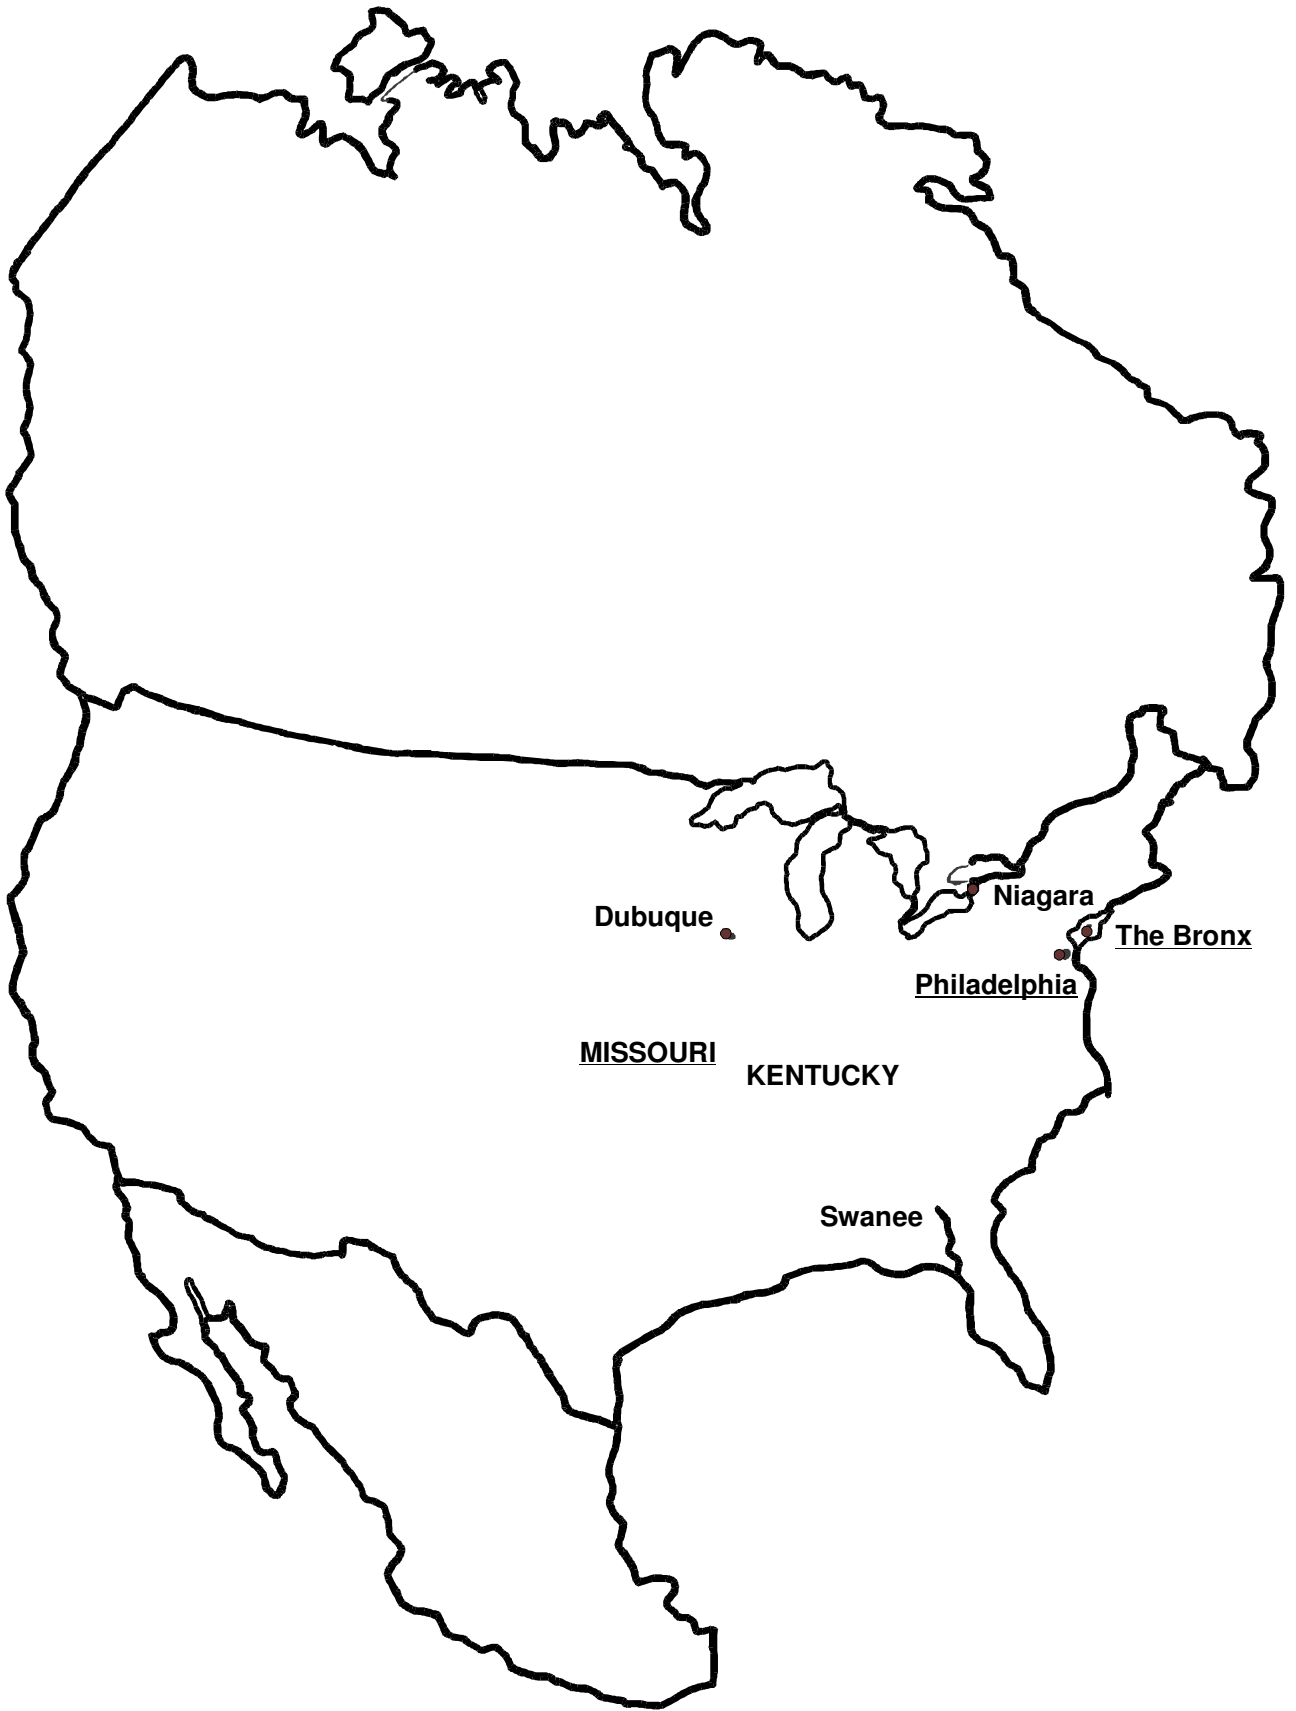 Niagara
Dubuque
The Bronx
Philadelphia
MISSOURI
KENTUCKY
Swanee